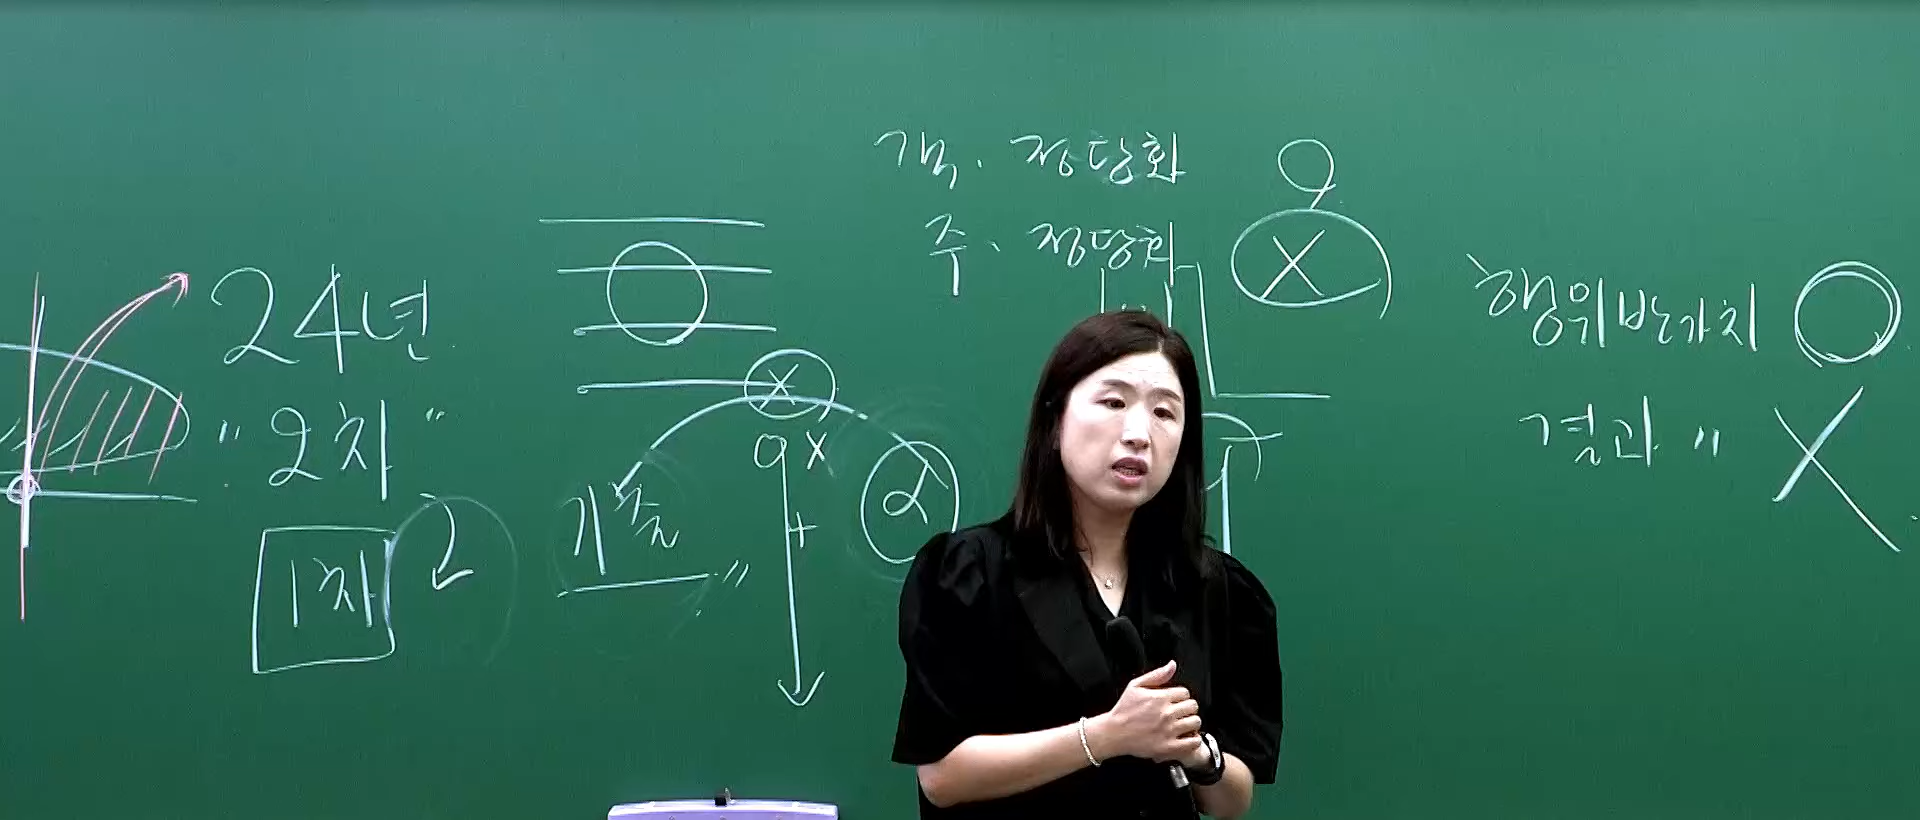 객. 정당화 O
주. 정당화 X
24년
"2차"
1차
기출
X
+
α
행위반가치 O
결과 〃 X